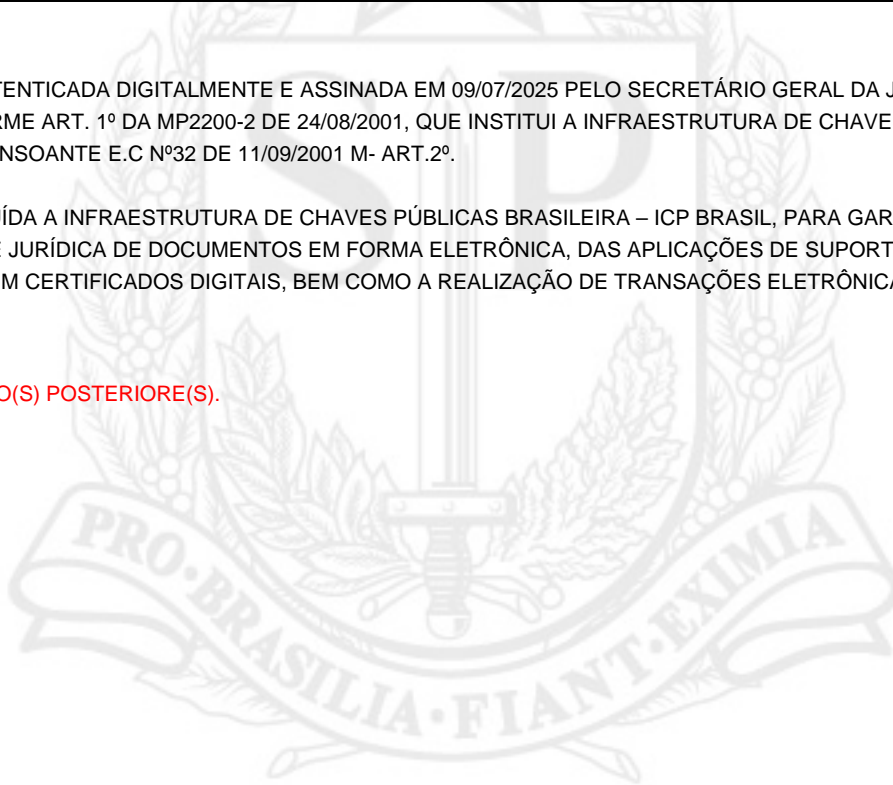 TENTICADA DIGITALMENTE E ASSINADA EM 09/07/2025 PELO SECRETÁRIO GERAL DA J
RME ART. 1º DA MP2200-2 DE 24/08/2001, QUE INSTITUI A INFRAESTRUTURA DE CHAVE
NSOANTE E.C Nº32 DE 11/09/2001 M- ART.2º.
ÍDA A INFRAESTRUTURA DE CHAVES PÚBLICAS BRASILEIRA – ICP BRASIL, PARA GAR
E JURÍDICA DE DOCUMENTOS EM FORMA ELETRÔNICA, DAS APLICAÇÕES DE SUPORT
M CERTIFICADOS DIGITAIS, BEM COMO A REALIZAÇÃO DE TRANSAÇÕES ELETRÔNICA
O(S) POSTERIORE(S).
SP
PRO·BRASILIA·FIANT·EXIMIA